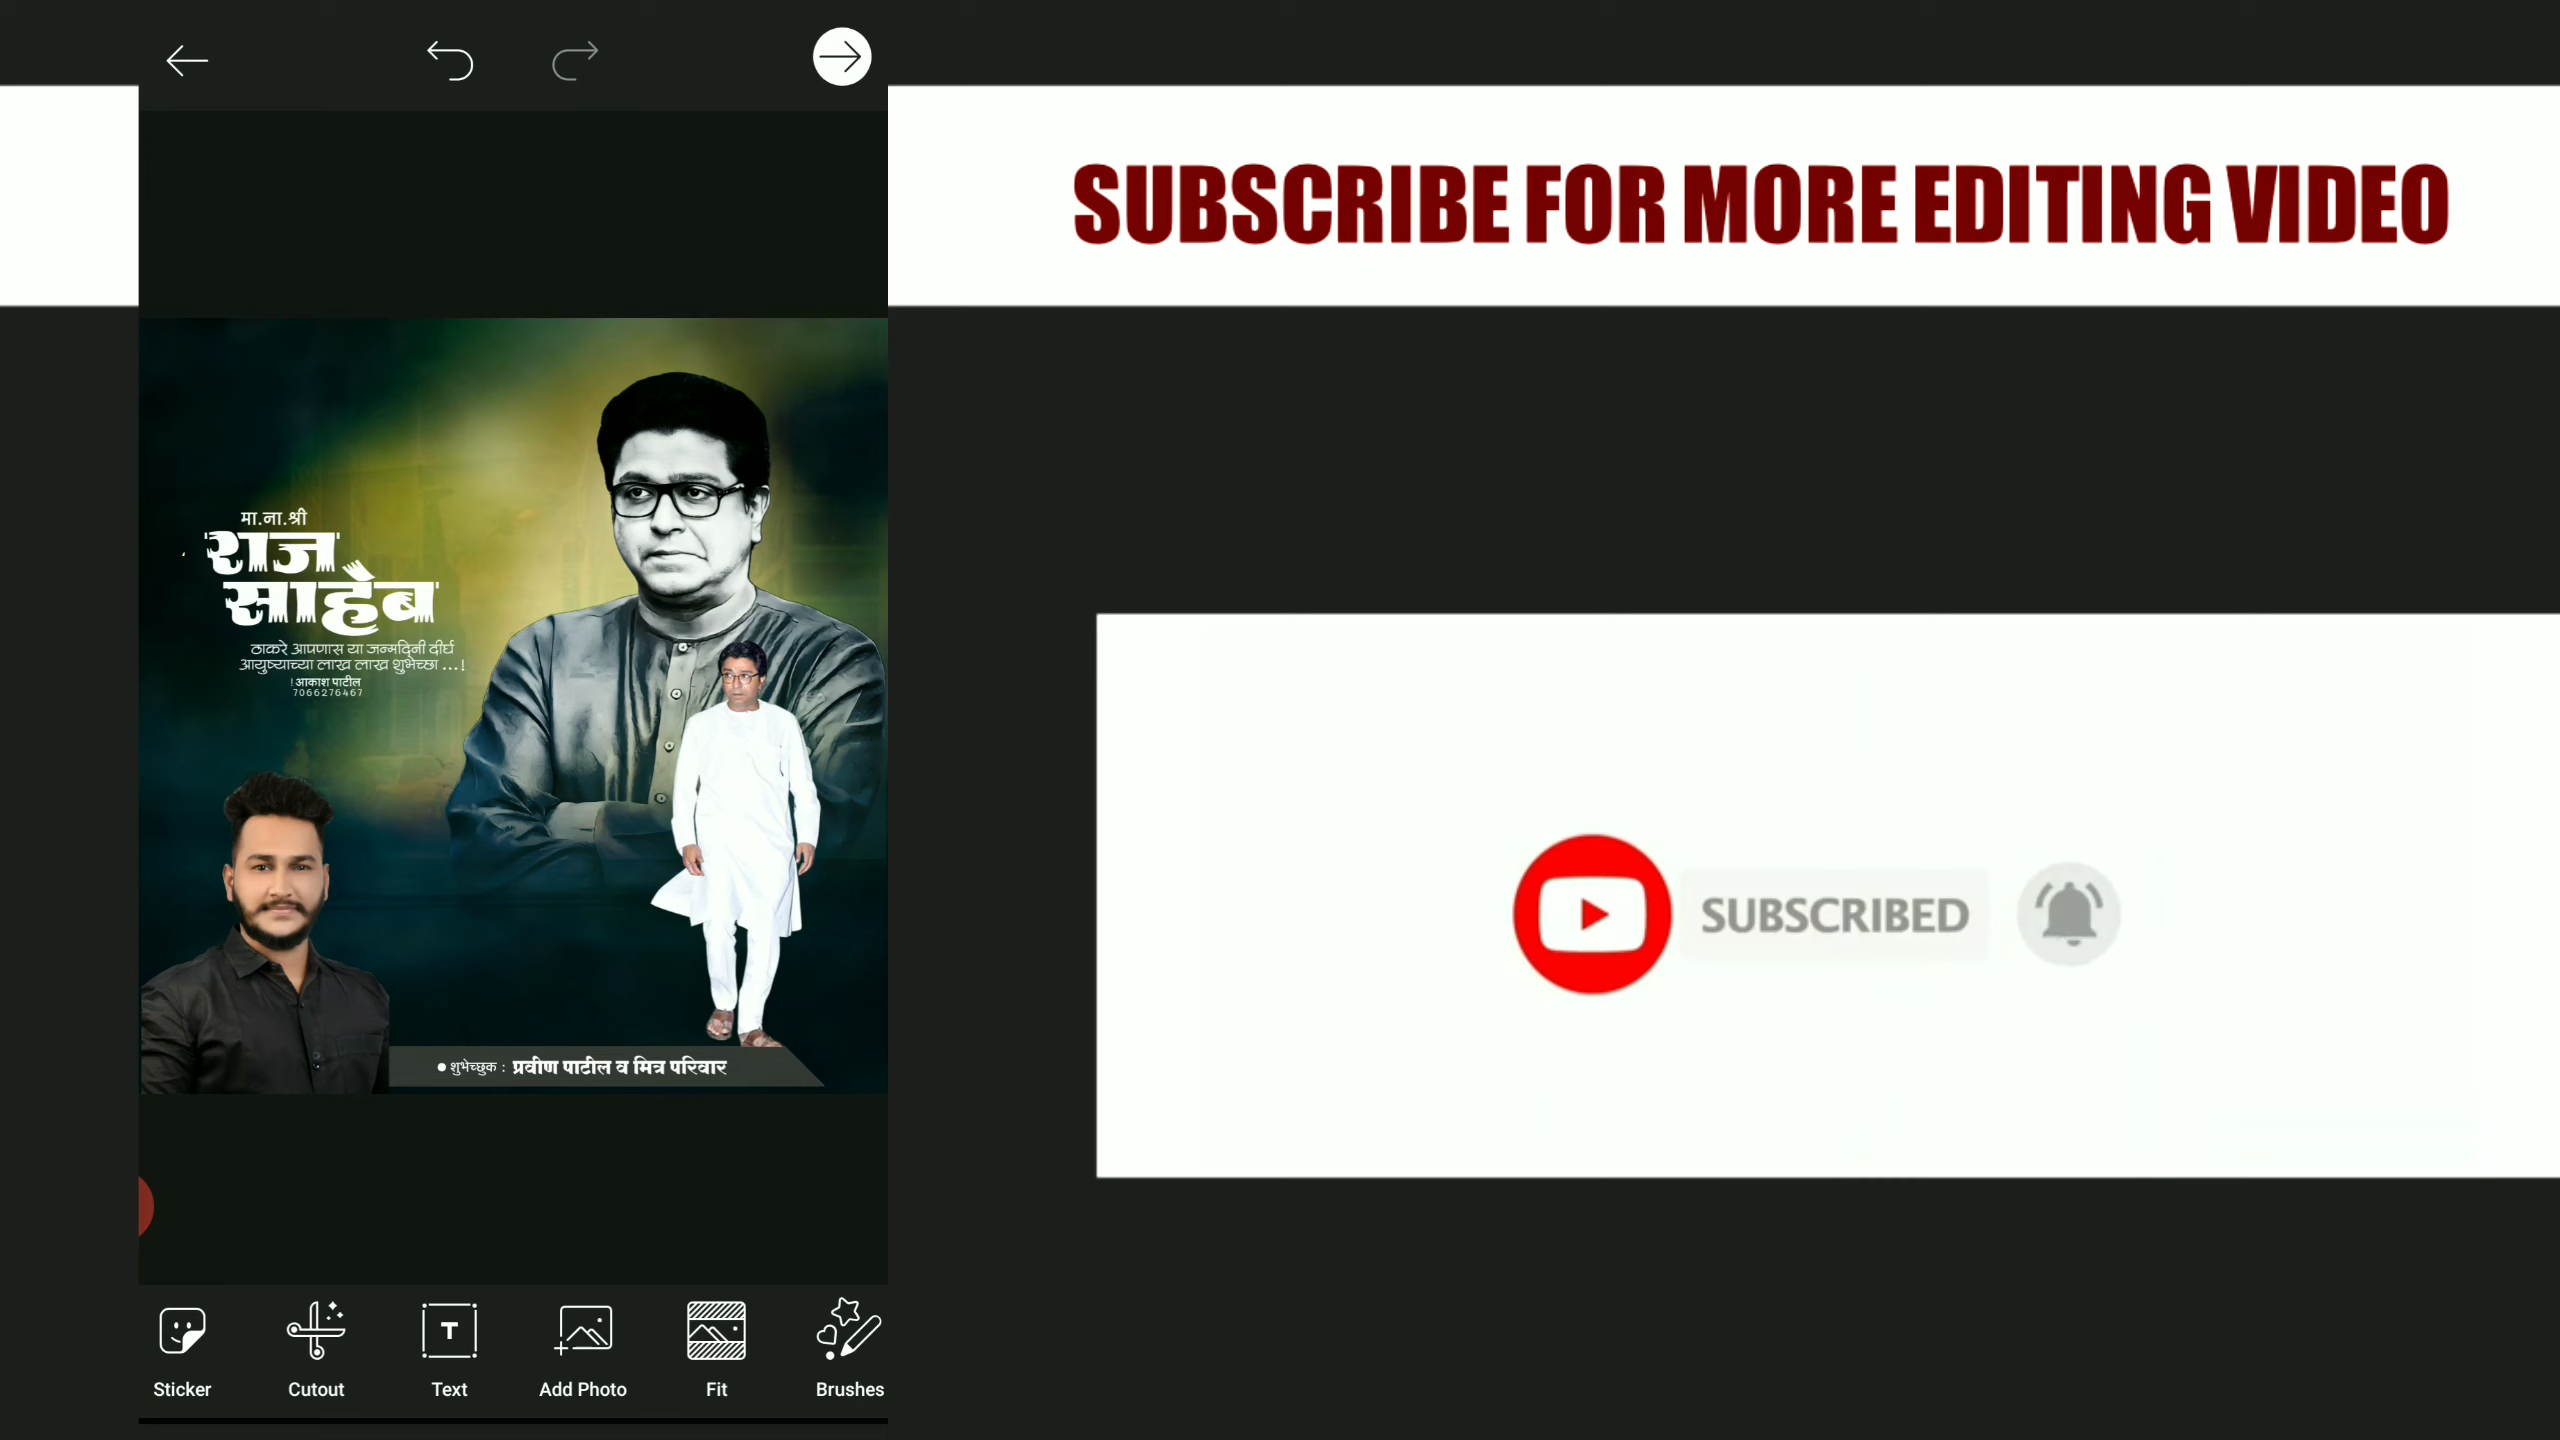 SUBSCRIBE FOR MORE EDITING VIDEO
मा.ना.श्री
राज
साहेब
ठाकरे आपणास या जन्मदिनी दीर्घ
आयुष्याच्या लाख लाख शुभेच्छा ...!
! आकाश पाटील
7066276467
SUBSCRIBED
● शुभेच्छुक : प्रवीण पाटील व मित्र परिवार
Sticker
Cutout
T
Text
Add Photo
Fit
Brushes